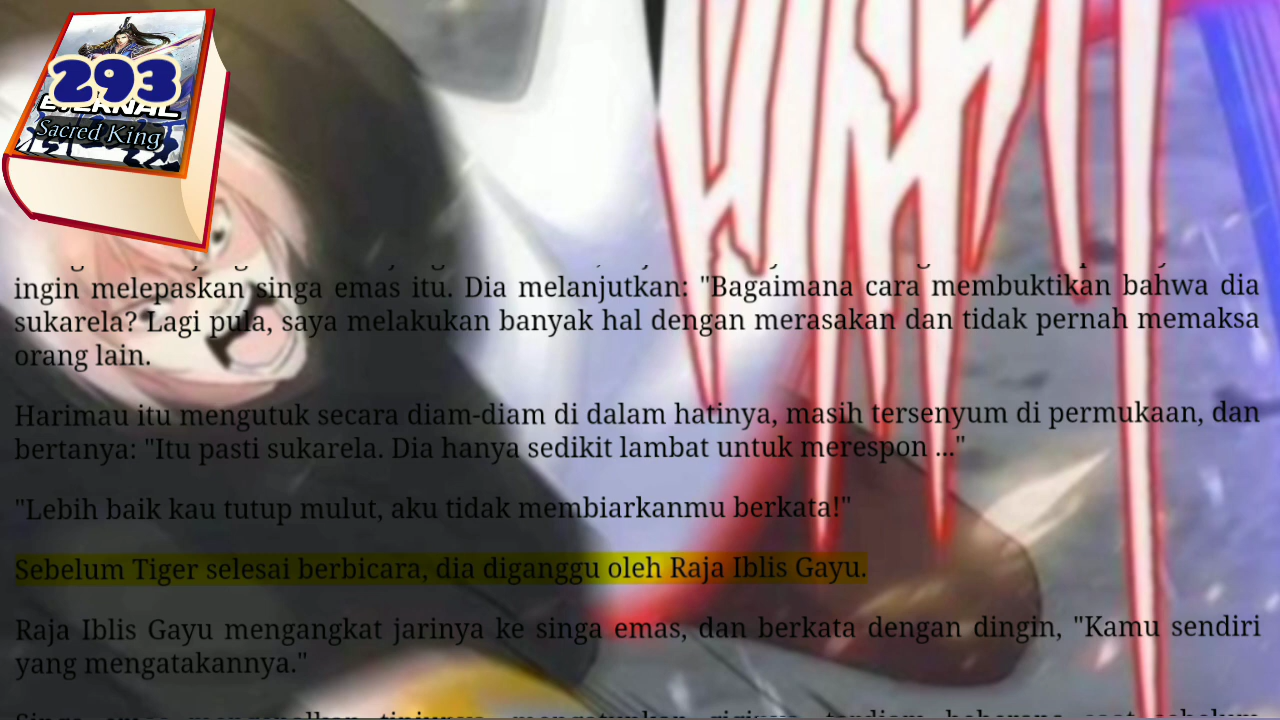 293
ETERNAL
Sacred King
ingin melepaskan singa emas itu. Dia melanjutkan: "Bagaimana cara membuktikan bahwa dia
sukarela? Lagi pula, saya melakukan banyak hal dengan merasakan dan tidak pernah memaksa
orang lain.
Harimau itu mengutuk secara diam-diam di dalam hatinya, masih tersenyum di permukaan, dan
bertanya: "Itu pasti sukarela. Dia hanya sedikit lambat untuk merespon ..."
"Lebih baik kau tutup mulut, aku tidak membiarkanmu berkata!"
Sebelum Tiger selesai berbicara, dia diganggu oleh Raja Iblis Gayu.
Raja Iblis Gayu mengangkat jarinya ke singa emas, dan berkata dengan dingin, "Kamu sendiri
yang mengatakannya."